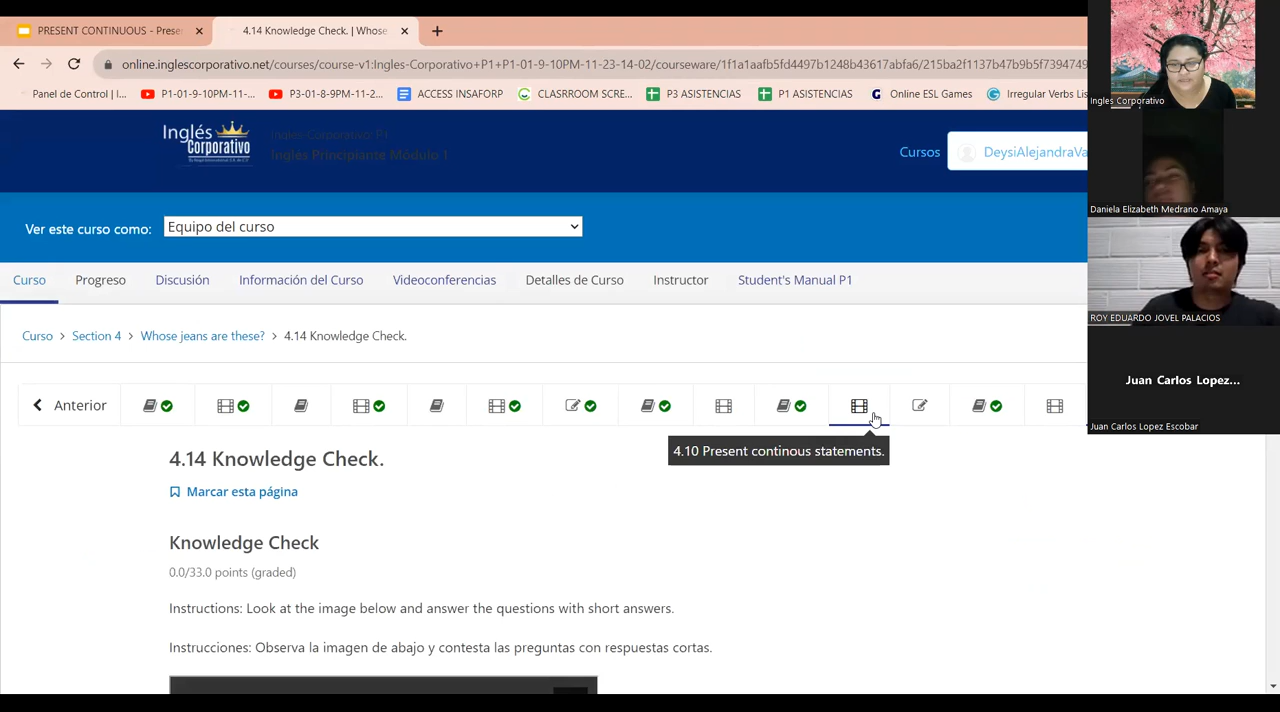 PRESENT CONTINUOUS - Prese
4.14 Knowledge Check. | Whose
online.inglescorporativo.net/courses/course-v1:Ingles-Corporativo+P1+P1-01-9-10PM-11-23-14-02/courseware/1f1a1aafb5fd4497b1248b43617abfa6/215ba2f1137b47b9b5f7394749
Panel de Control | I...
P1-01-9-10PM-11-...
P3-01-8-9PM-11-2...
ACCESS INSAFORP
CLASRROOM SCRE...
P3 ASISTENCIAS
P1 ASISTENCIAS
Online ESL Games
Irregular Verbs Lis
Inglés Corporativo
Ingles Corporativo P1
Inglés Principiante Módulo 1
Cursos
DeysiAlejandraVa
Ver este curso como:
Equipo del curso
Curso
Progreso
Discusión
Información del Curso
Videoconferencias
Detalles de Curso
Instructor
Student's Manual P1
Curso > Section 4 > Whose jeans are these? > 4.14 Knowledge Check.
Anterior
4.10 Present continous statements.
4.14 Knowledge Check.
Marcar esta página
Knowledge Check
0.0/33.0 points (graded)
Instructions: Look at the image below and answer the questions with short answers.
Instrucciones: Observa la imagen de abajo y contesta las preguntas con respuestas cortas.
Ingles Corporativo
Daniela Elizabeth Medrano Amaya
ROY EDUARDO JOVEL PALACIOS
Juan Carlos Lopez...
Juan Carlos Lopez Escobar